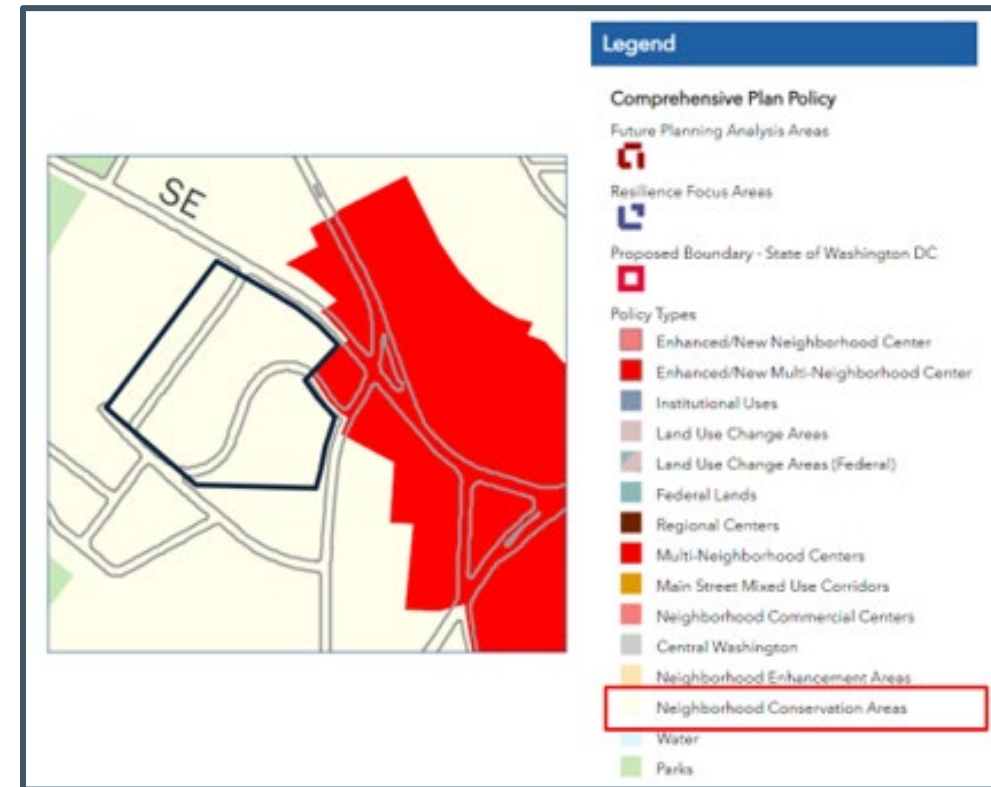 SE
Legend
Comprehensive Plan Policy
Future Planning Analysis Areas
Resilience Focus Areas
Proposed Boundary - State of Washington DC
Policy Types
Enhanced/New Neighborhood Center
Enhanced/New Multi-Neighborhood Center
Institutional Uses
Land Use Change Areas
Land Use Change Areas (Federal)
Federal Lands
Regional Centers
Multi-Neighborhood Centers
Main Street Mixed Use Corridors
Neighborhood Commercial Centers
Central Washington
Neighborhood Enhancement Areas
Neighborhood Conservation Areas
Water
Parks